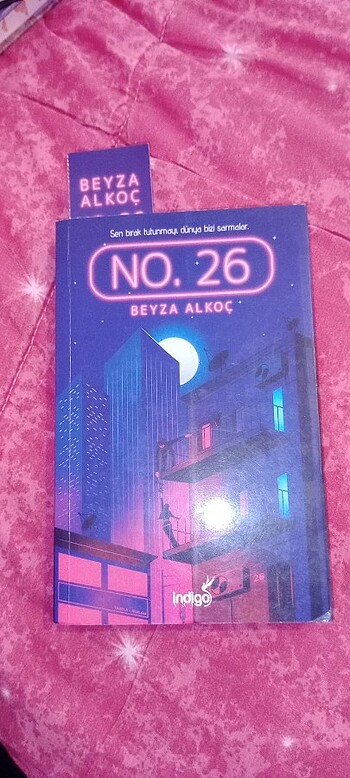 BEYZA
ALKOÇ
Sen bırak tutunmayı, dünya bizi sarmalar.
NO. 26
BEYZA ALKOÇ
26
indigo